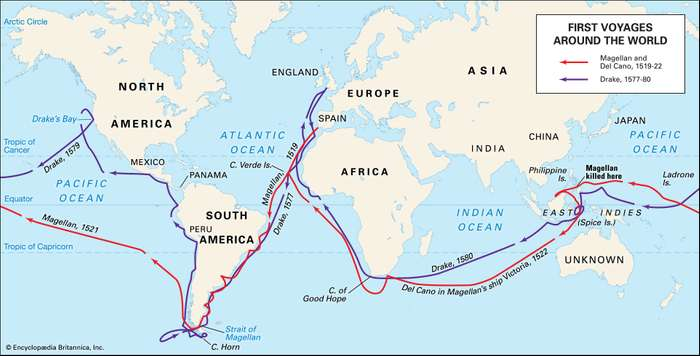 Arctic Circle
FIRST VOYAGES
AROUND THE WORLD
Magellan and
Del Cano, 1519-22
Drake, 1577-80
ENGLAND
EUROPE
ASIA
NORTH
AMERICA
Drake's Bay
SPAIN
JAPAN
ATLANTIC
OCEAN
CHINA
PACIFIC
OCEAN
Tropic of
Cancer
Drake, 1579
MEXICO
C. Verde Is.
Magellan, 1519
INDIA
Philippine
Is.
Magellan
killed here
Ladrone
Is.
PANAMA
AFRICA
PACIFIC
OCEAN
Drake, 1577
Equator
SOUTH
AMERICA
PERU
INDIAN
OCEAN
EAST INDIES
(Spice Is.)
Magellan, 1521
Tropic of Capricorn
Drake, 1580
UNKNOWN
C. of
Good Hope
Del Cano in Magellan's ship Victoria, 1522
Strait of
Magellan
C. Horn
© Encyclopædia Britannica, Inc.